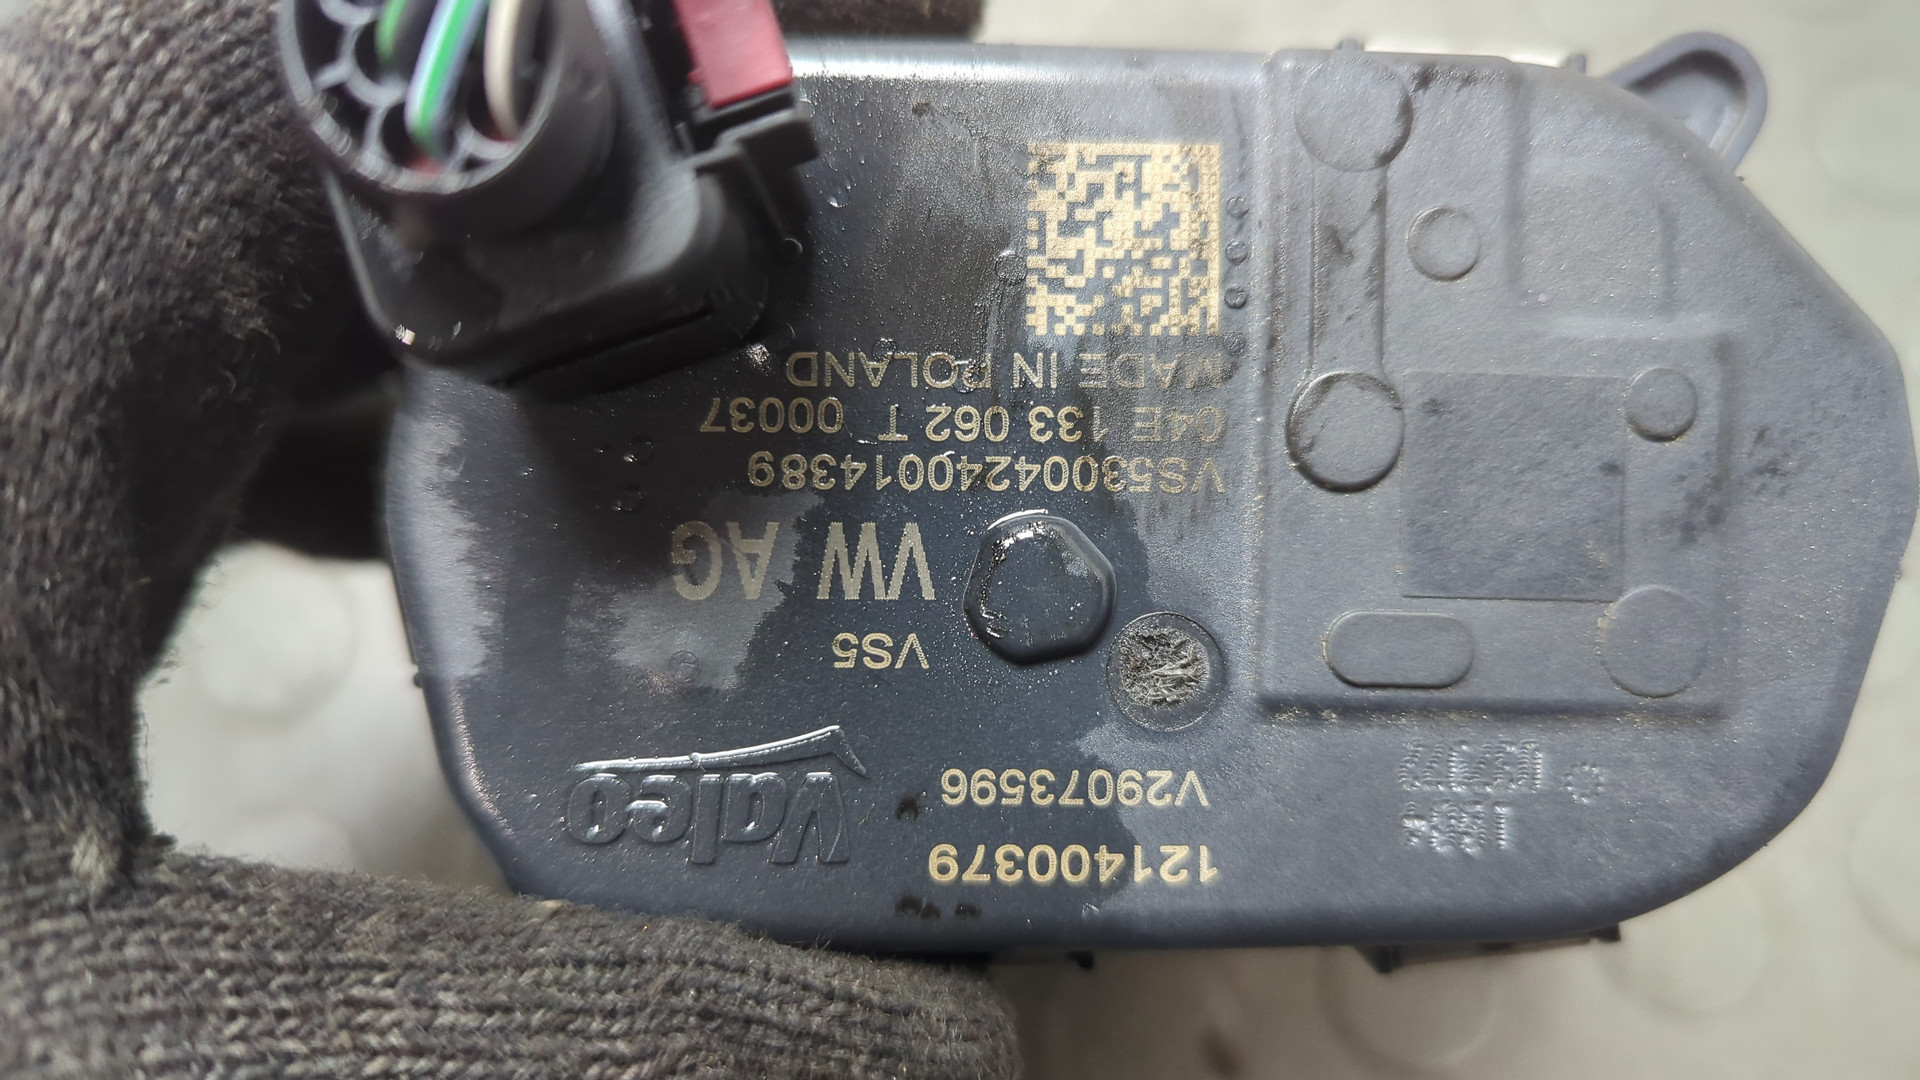 121400379
V29073596
Valeo
VS5
VW AG
VS53004240014389
04E 133 062 T 00037
MADE IN POLAND